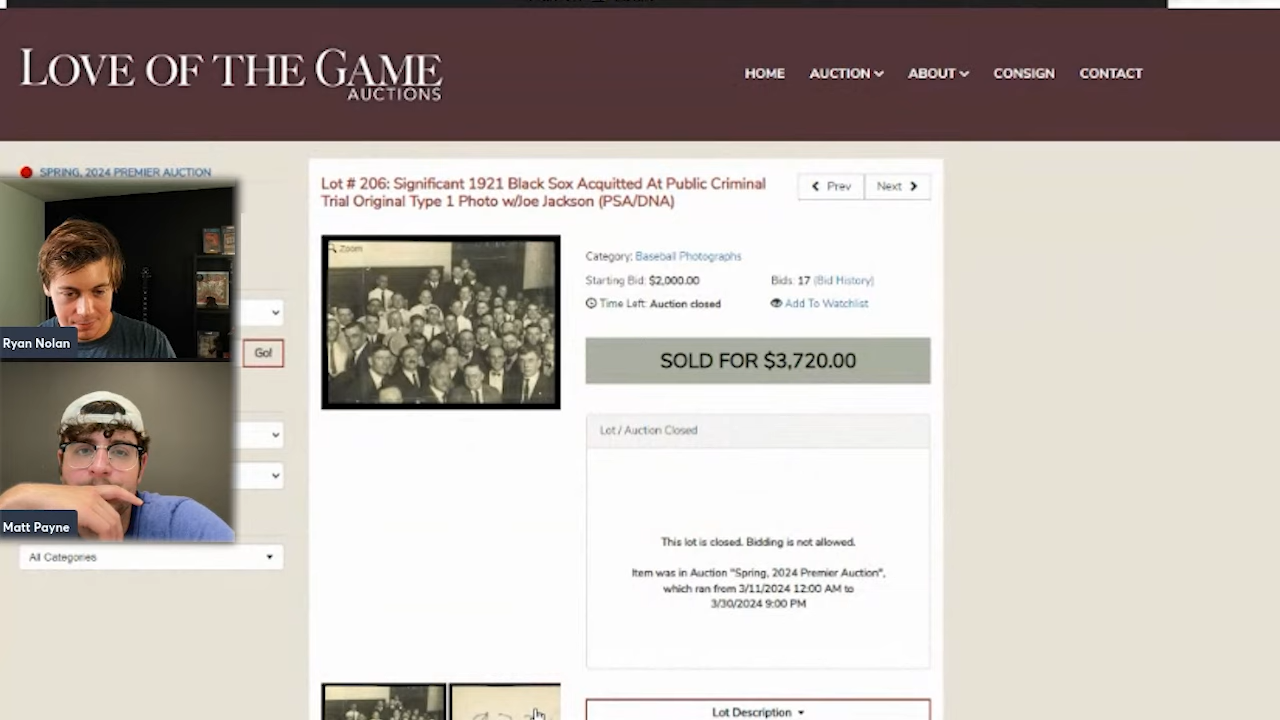 LOVE OF THE GAME
AUCTIONS
HOME AUCTION ABOUT CONSIGN CONTACT
SPRING, 2024 PREMIER AUCTION
Lot # 206: Significant 1921 Black Sox Acquitted At Public Criminal
Trial Original Type 1 Photo w/Joe Jackson (PSA/DNA)
Prev Next
Zoom
Category: Baseball Photographs
Starting Bid: $2,000.00 Bids: 17 (Bid History)
Time Left: Auction closed Add To Watchlist
SOLD FOR $3,720.00
Ryan Nolan
Go!
Lot / Auction Closed
Matt Payne
This lot is closed. Bidding is not allowed.
All Categories
Item was in Auction "Spring, 2024 Premier Auction",
which ran from 3/11/2024 12:00 AM to
3/30/2024 9:00 PM
Lot Description